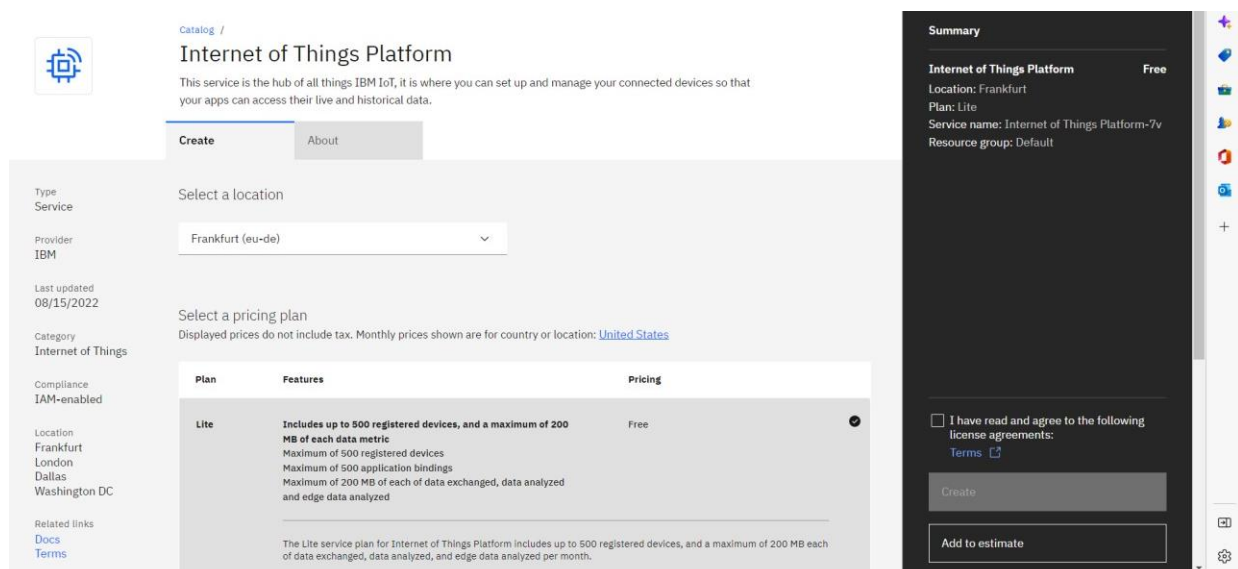 Catalog /
Internet of Things Platform
This service is the hub of all things IBM IoT, it is where you can set up and manage your connected devices so that
your apps can access their live and historical data.
Create
About
Type
Service
Provider
IBM
Last updated
08/15/2022
Category
Internet of Things
Compliance
IAM-enabled
Location
Frankfurt
London
Dallas
Washington DC
Related links
Docs
Terms
Select a location
Frankfurt (eu-de)
Select a pricing plan
Displayed prices do not include tax. Monthly prices shown are for country or location: United States
Plan Features Pricing
Lite
Includes up to 500 registered devices, and a maximum of 200
MB of each data metric
Maximum of 500 registered devices
Maximum of 500 application bindings
Maximum of 200 MB of each of data exchanged, data analyzed
and edge data analyzed
Free
The Lite service plan for Internet of Things Platform includes up to 500 registered devices, and a maximum of 200 MB each
of data exchanged, data analyzed, and edge data analyzed per month.
Summary
Internet of Things Platform Free
Location: Frankfurt
Plan: Lite
Service name: Internet of Things Platform-7v
Resource group: Default
I have read and agree to the following
license agreements:
Terms
Create
Add to estimate